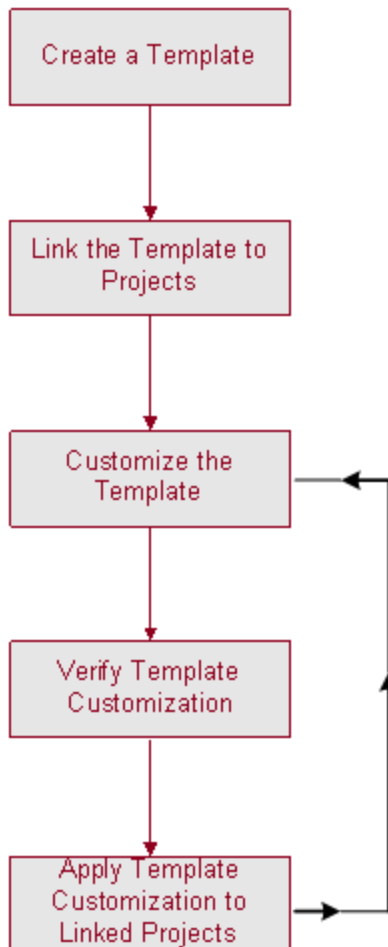 Create a Template
Link the Template to
Projects
Customize the
Template
Verify Template
Customization
Apply Template
Customization to
Linked Projects